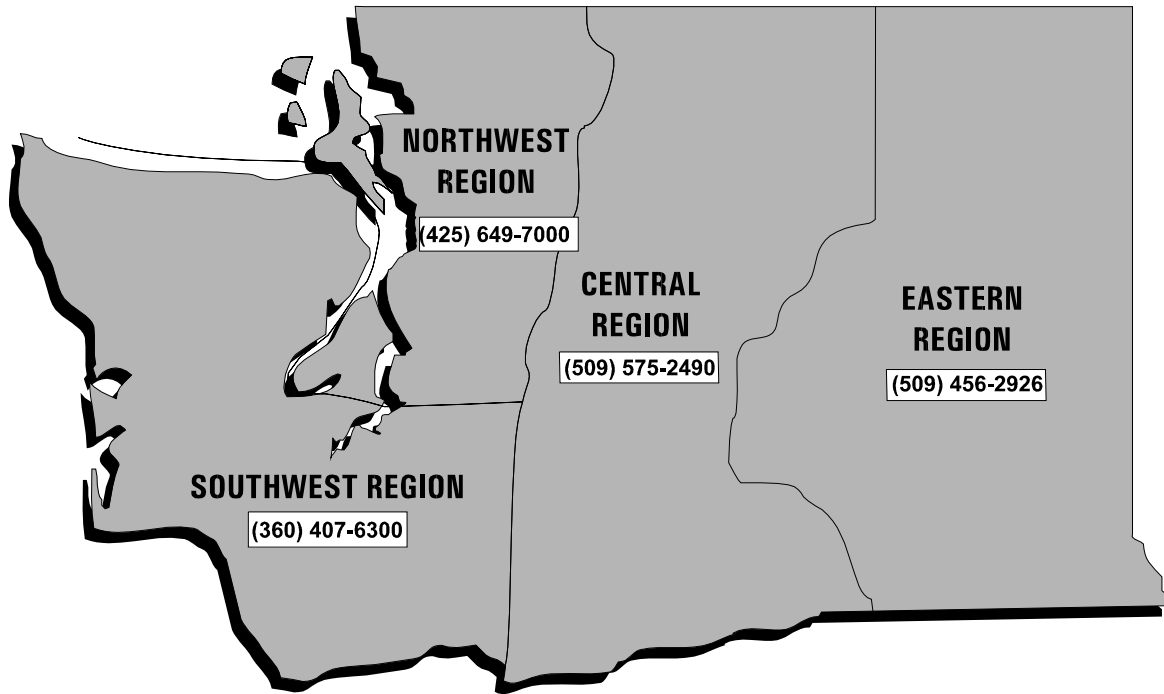 NORTHWEST
REGION
(425) 649-7000
CENTRAL
REGION
(509) 575-2490
EASTERN
REGION
(509) 456-2926
SOUTHWEST REGION
(360) 407-6300